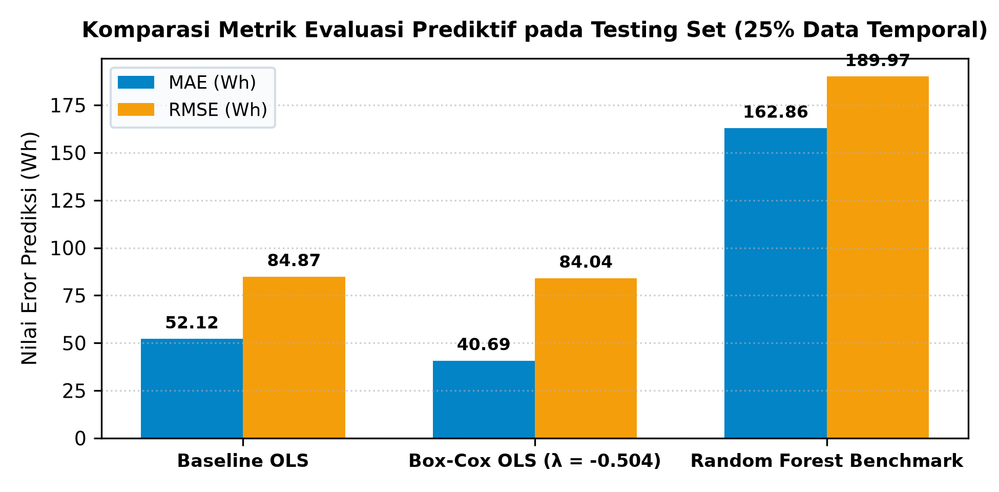 Komparasi Metrik Evaluasi Prediktif pada Testing Set (25% Data Temporal)
MAE (Wh)
RMSE (Wh)
Nilai Eror Prediksi (Wh)
175
150
125
100
75
50
25
0
52.12
84.87
40.69
84.04
162.86
189.97
Baseline OLS
Box-Cox OLS (λ = -0.504)
Random Forest Benchmark